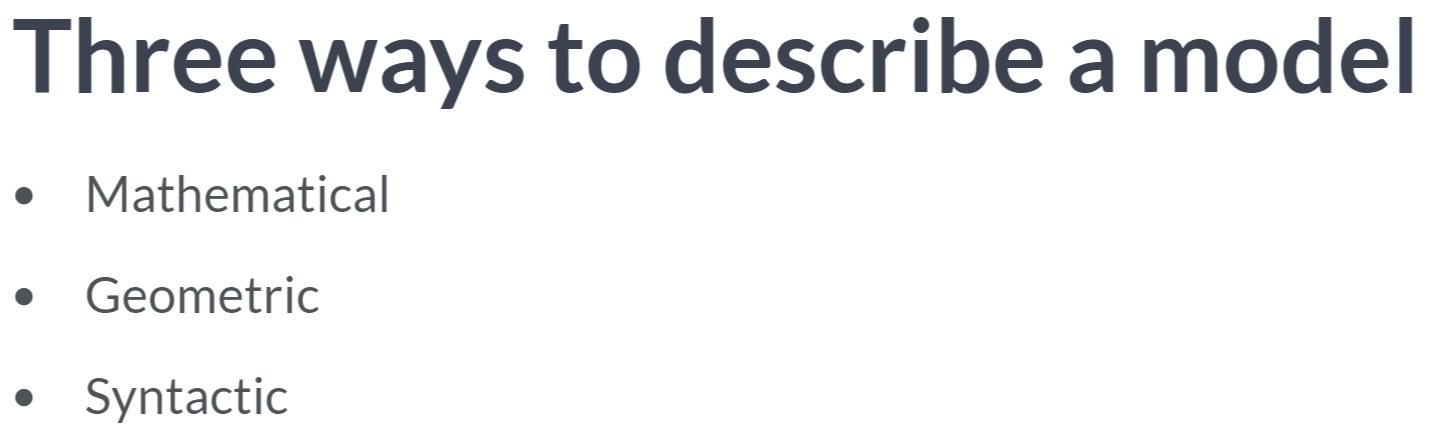 Three ways to describe a model
• Mathematical
• Geometric
• Syntactic